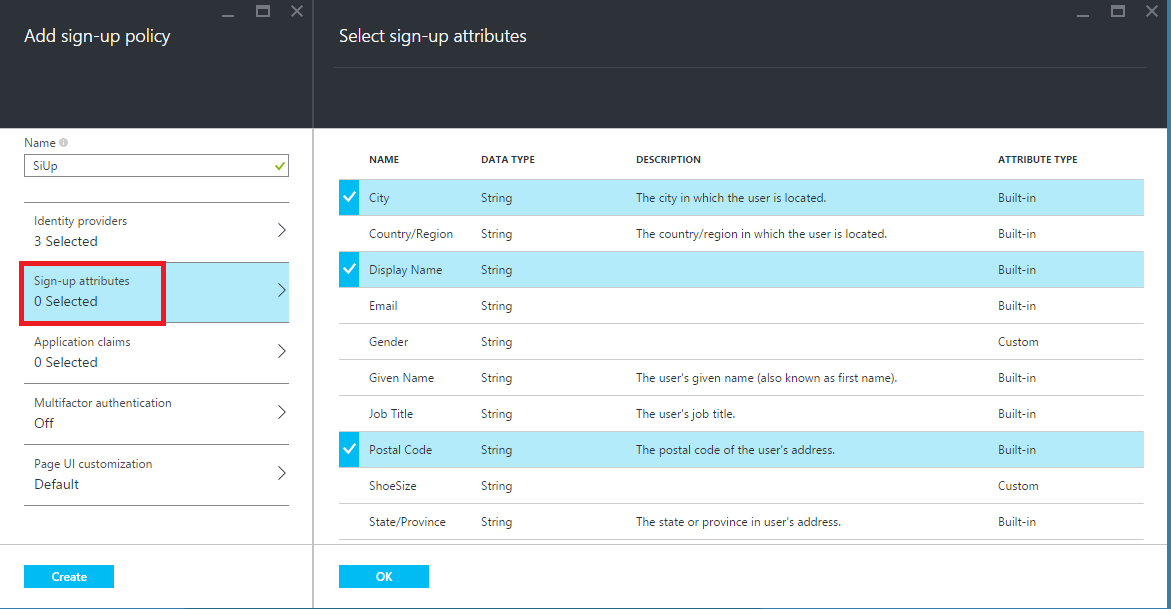 Add sign-up policy
Name
SiUp
Identity providers
3 Selected
Sign-up attributes
0 Selected
Application claims
0 Selected
Multifactor authentication
Off
Page UI customization
Default
Create
Select sign-up attributes
NAME DATA TYPE DESCRIPTION ATTRIBUTE TYPE
City String The city in which the user is located. Built-in
Country/Region String The country/region in which the user is located. Built-in
Display Name String Built-in
Email String Built-in
Gender String Custom
Given Name String The user's given name (also known as first name). Built-in
Job Title String The user's job title. Built-in
Postal Code String The postal code of the user's address. Built-in
ShoeSize String Custom
State/Province String The state or province in user's address. Built-in
OK